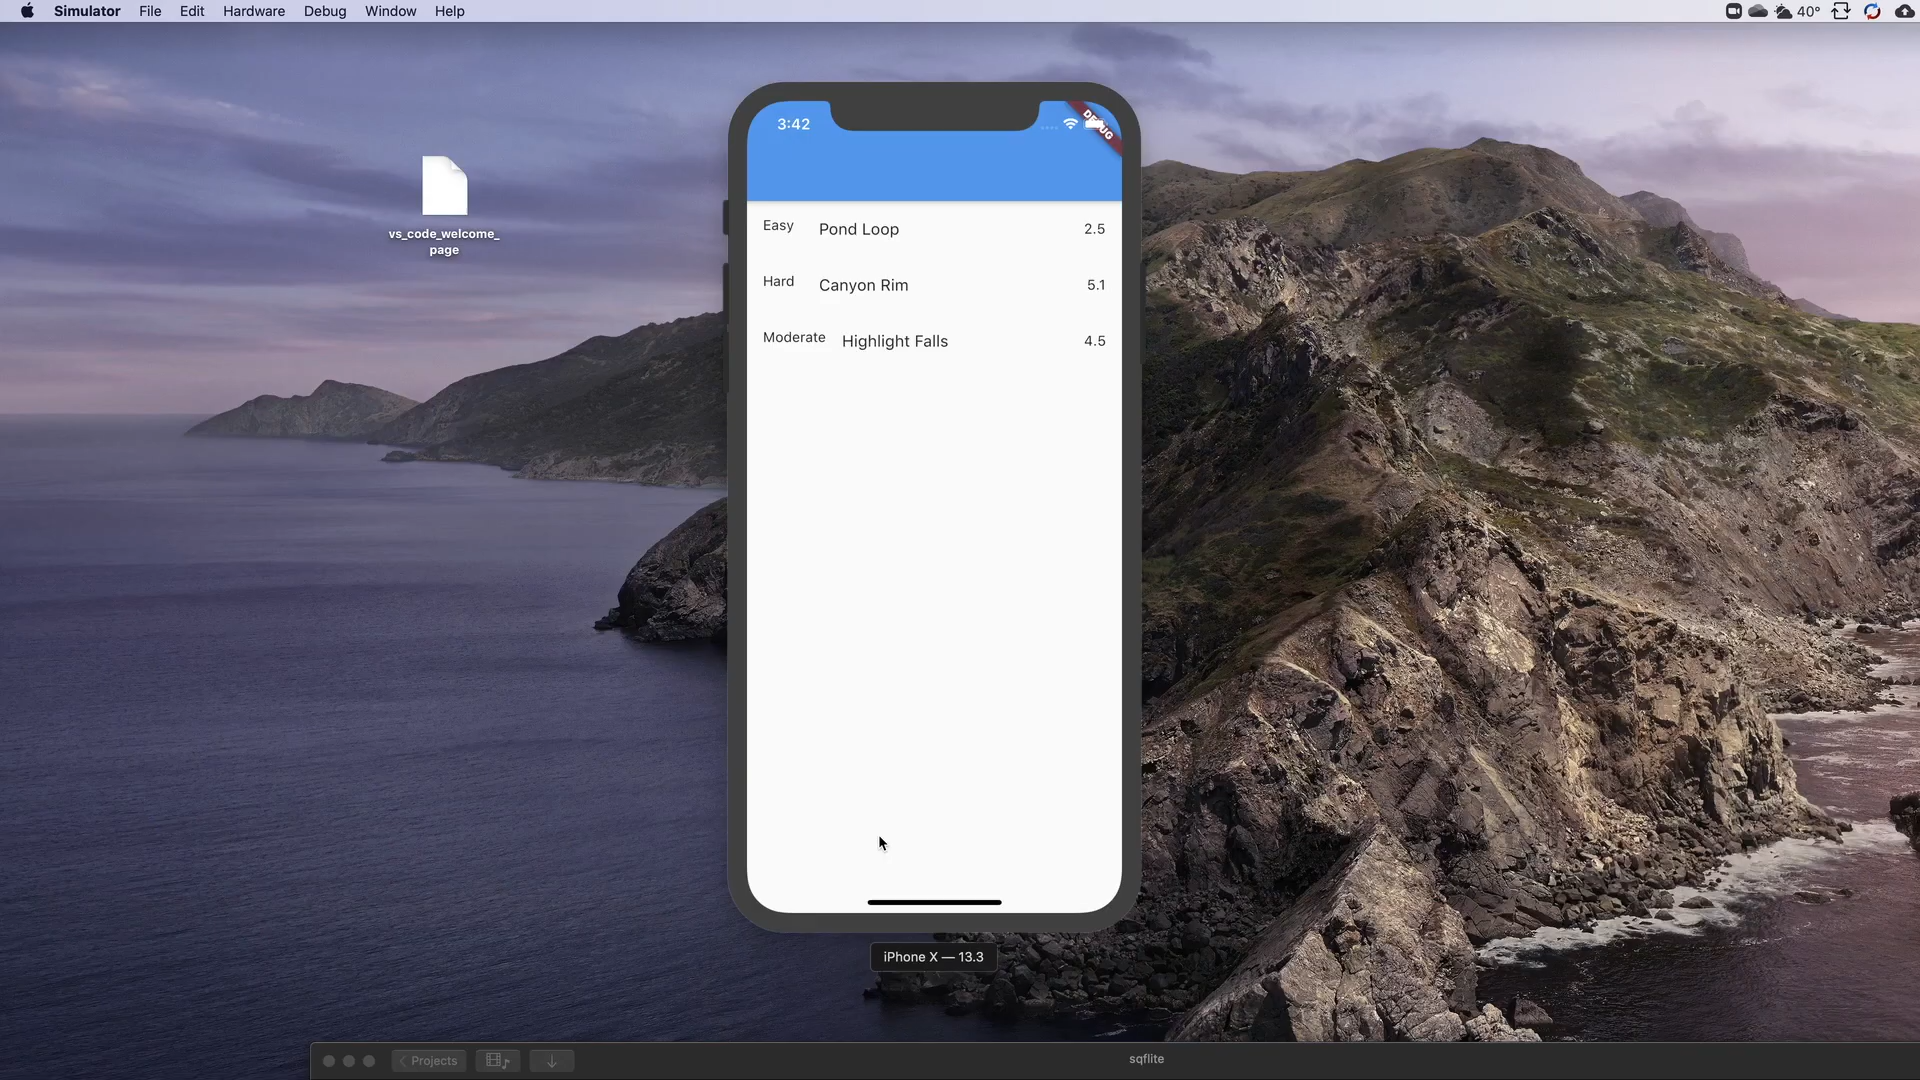 Simulator File Edit Hardware Debug Window Help
40°
3:42
DEBUG
vs_code_welcome_
page
Easy Pond Loop 2.5
Hard Canyon Rim 5.1
Moderate Highlight Falls 4.5
iPhone X — 13.3
Projects
sqflite